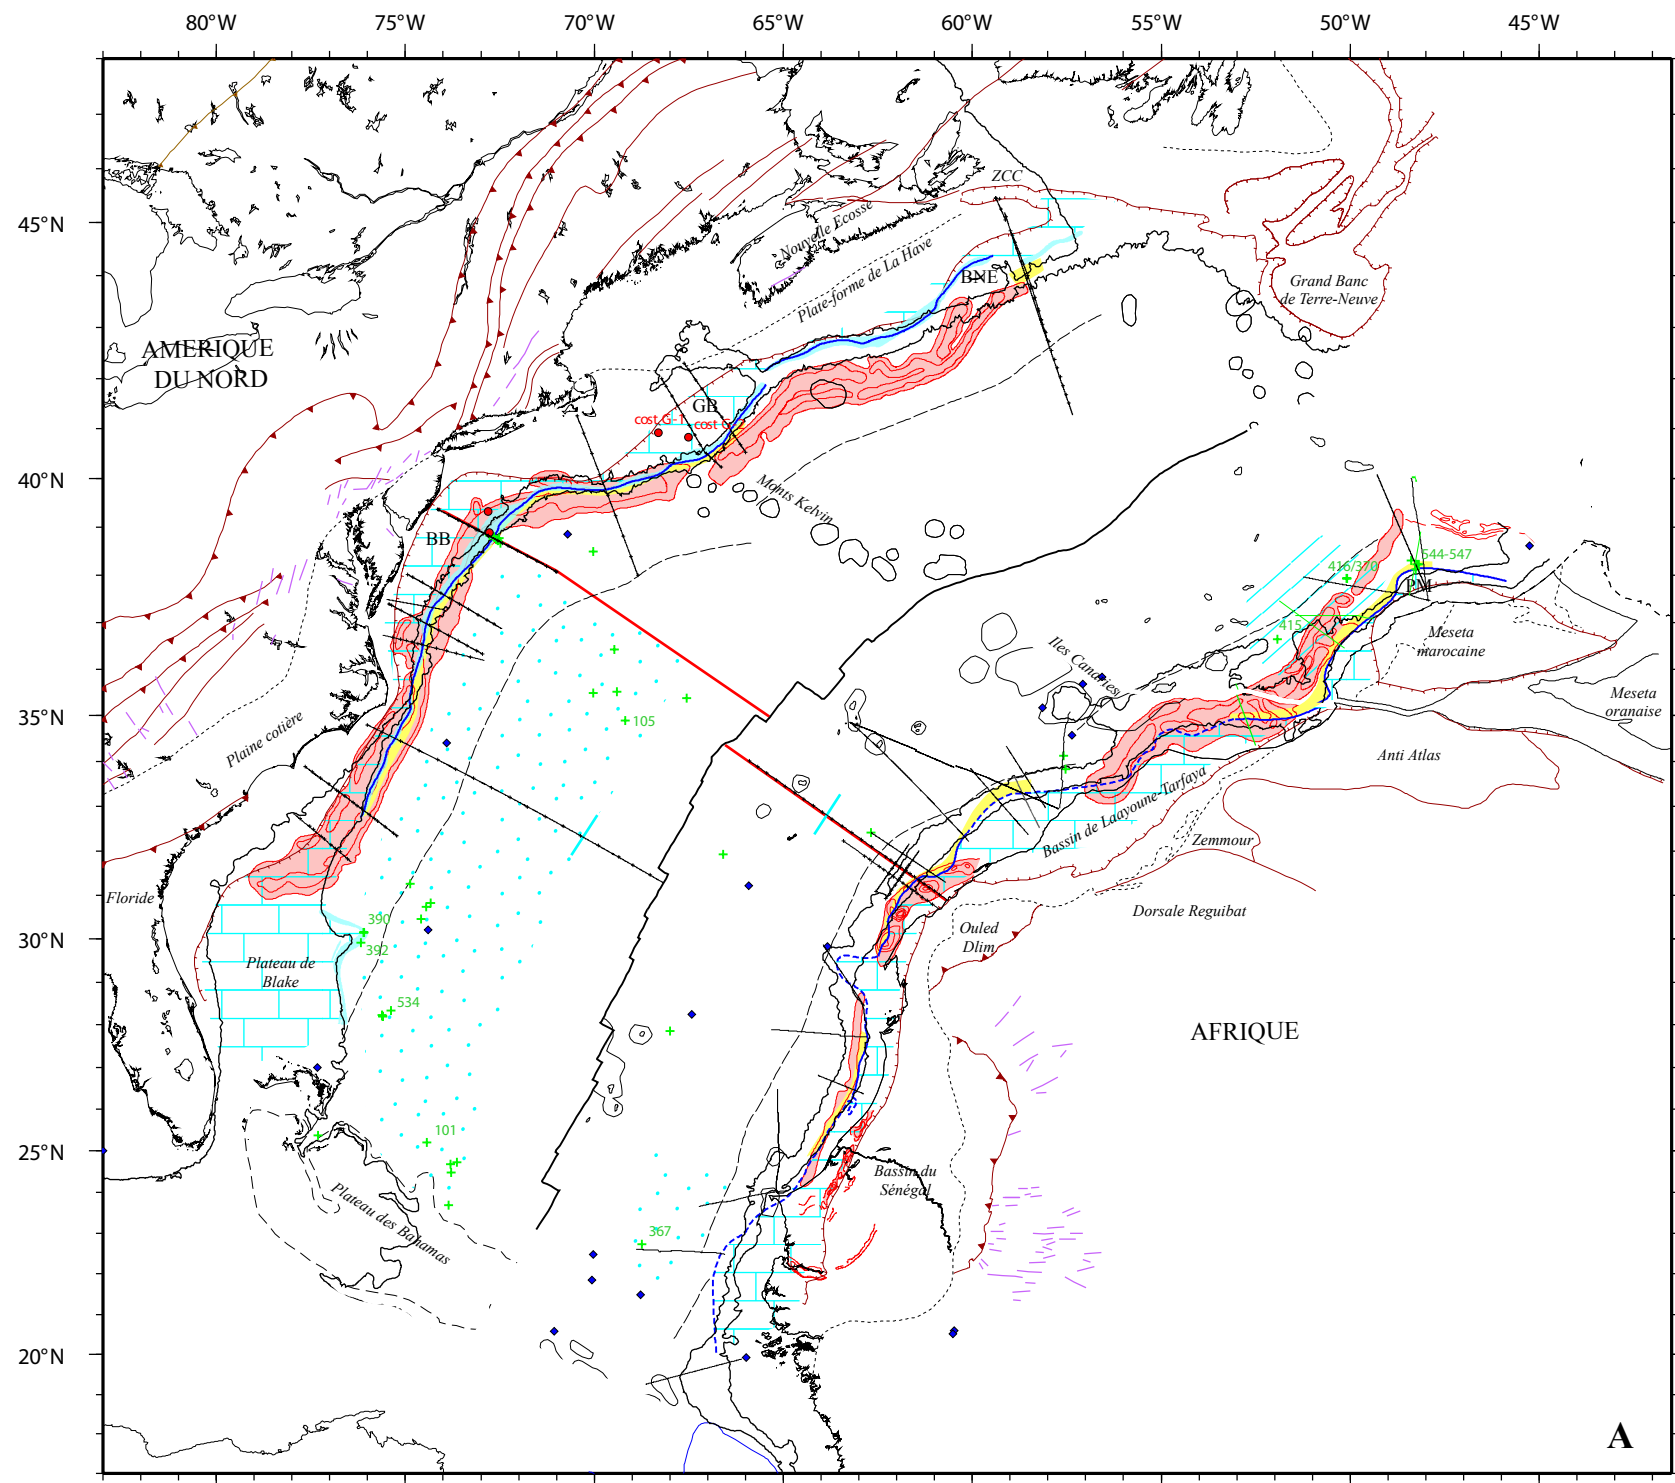 80°W 75°W 70°W 65°W 60°W 55°W 50°W 45°W
45°N
40°N
35°N
30°N
25°N
20°N
ZCC
Nouvelle Ecosse
Plate-forme de La Have
BNE
Grand Banc
de Terre-Neuve
AMERIQUE
DU NORD
GB
cost G-1
cost G-2
Monts Kelvin
BB
544-547
416/370
PM
415
Meseta
marocaine
Iles Canaries
Meseta
oranaise
105
Plaine cotière
Anti Atlas
Bassin de Laayoune-Tarfaya
Zemmour
Floride
Dorsale Reguibat
390
392
Ouled
Dlim
Plateau de
Blake
534
AFRIQUE
101
Bassin du
Sénégal
Plateau des Bahamas
367
A